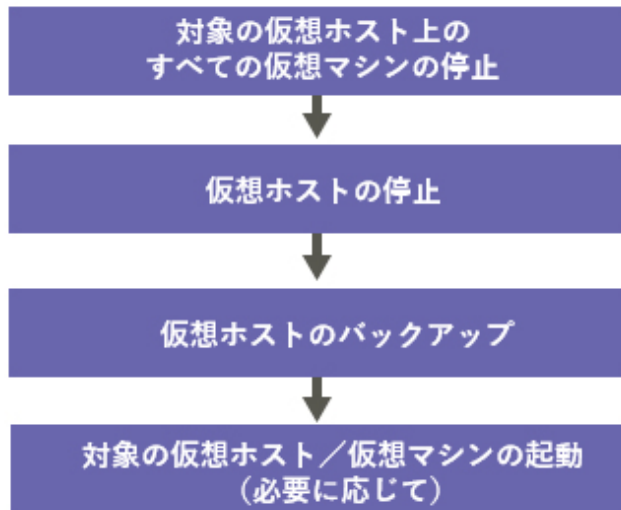 対象の仮想ホスト上の
すべての仮想マシンの停止
仮想ホストの停止
仮想ホストのバックアップ
対象の仮想ホスト／仮想マシンの起動
（必要に応じて）